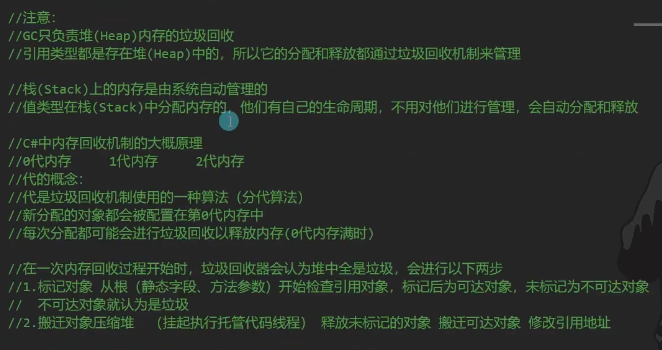 //注意:
//GC只负责堆(Heap)内存的垃圾回收
//引用类型都是存在堆(Heap)中的，所以它的分配和释放都通过垃圾回收机制来管理
//栈(Stack)上的内存是由系统自动管理的
//值类型在栈(Stack)中分配内存的，他们有自己的生命周期，不用对他们进行管理，会自动分配和释放
//C#中内存回收机制的大概原理
//0代内存 1代内存 2代内存
//代的概念:
//代是垃圾回收机制使用的一种算法（分代算法）
//新分配的对象都会被配置在第0代内存中
//每次分配都可能会进行垃圾回收以释放内存(0代内存满时)
//在一次内存回收过程开始时，垃圾回收器会认为堆中全是垃圾，会进行以下两步
//1.标记对象 从根（静态字段、方法参数）开始检查引用对象，标记后为可达对象，未标记为不可达对象
// 不可达对象就认为是垃圾
//2.搬迁对象压缩堆 （挂起执行托管代码线程） 释放未标记的对象 搬迁可达对象 修改引用地址